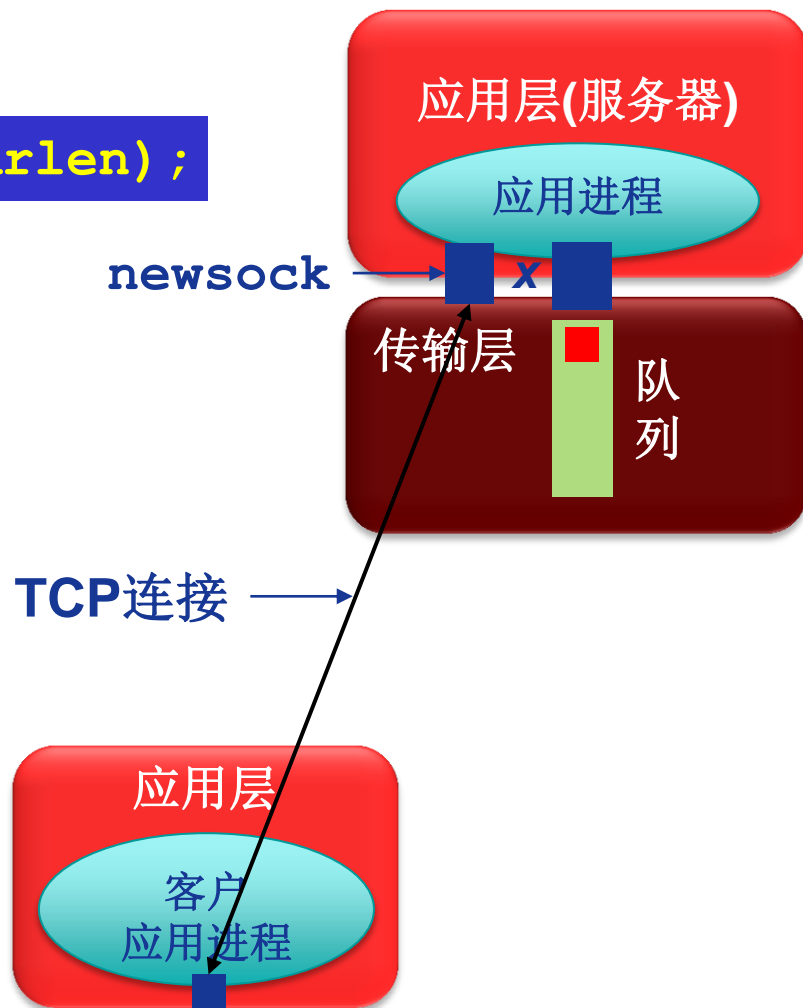 应用层(服务器)
rlen);
应用进程
newsock
x
传输层
队
列
TCP连接
应用层
客户
应用进程